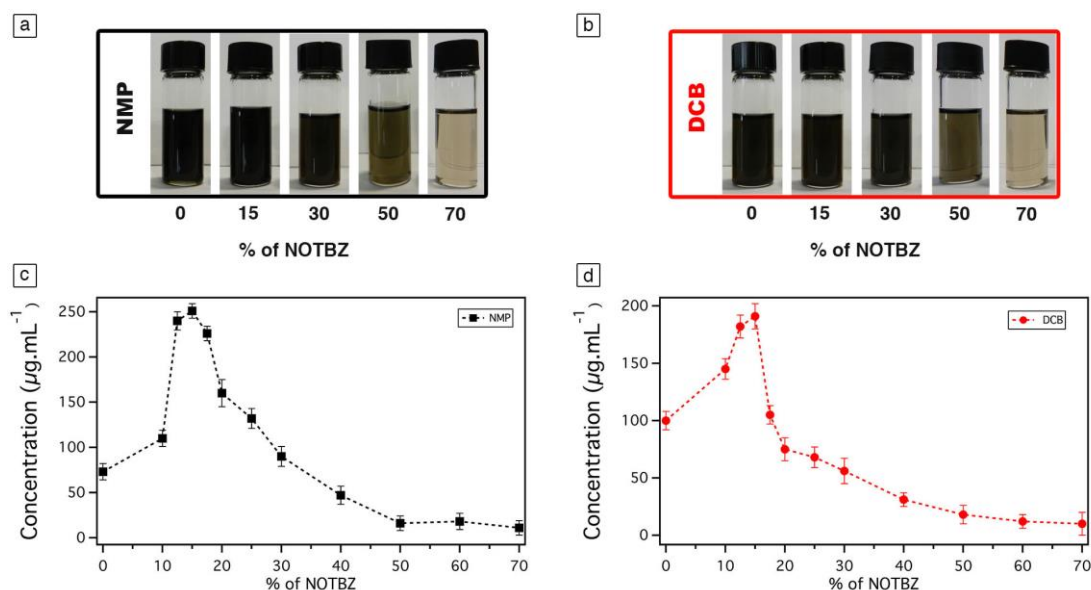 a
NMP
0 15 30 50 70
% of NOTBZ
b
DCB
0 15 30 50 70
% of NOTBZ
c
Concentration (µg.mL⁻¹)
250
200
150
100
50
0
NMP
0 10 20 30 40 50 60 70
% of NOTBZ
d
Concentration (µg.mL⁻¹)
200
150
100
50
0
DCB
0 10 20 30 40 50 60 70
% of NOTBZ